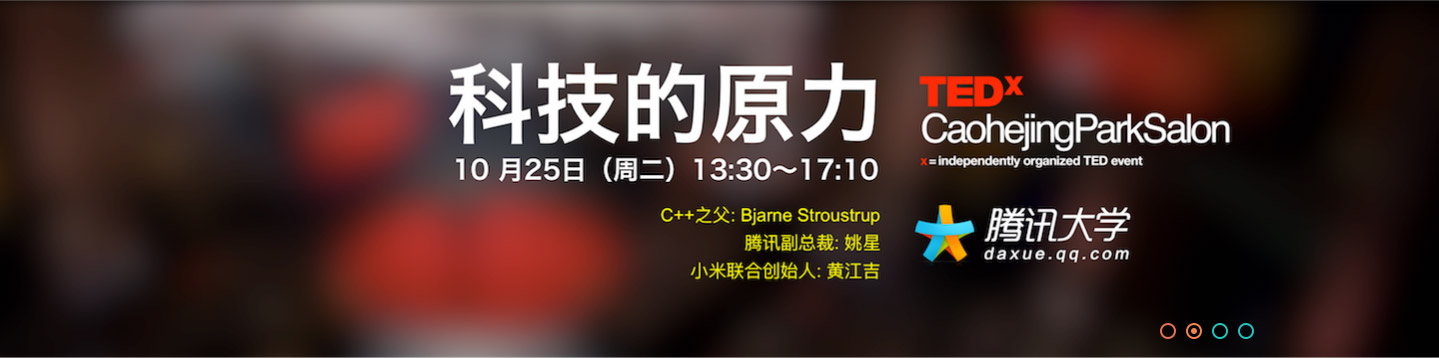 科技的原力
10 月25日（周二）13:30～17:10
C++之父: Bjarne Stroustrup
腾讯副总裁: 姚星
小米联合创始人: 黄江吉
TEDx
CaohejingParkSalon
x = independently organized TED event
腾讯大学
daxue.qq.com